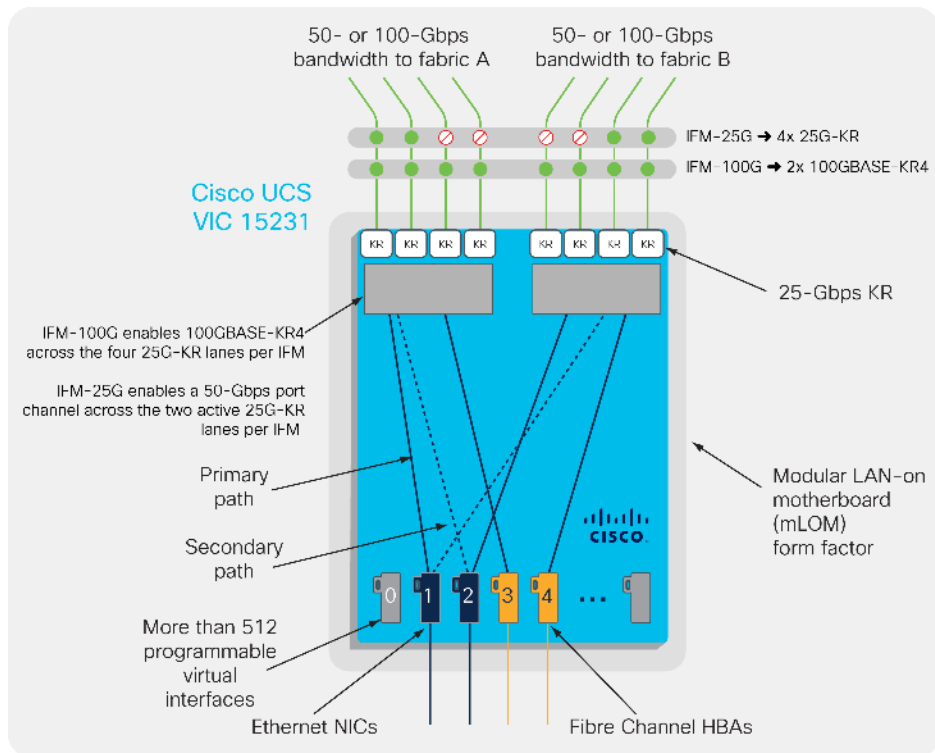 50- or 100-Gbps
bandwidth to fabric A
50- or 100-Gbps
bandwidth to fabric B
IFM-25G → 4x 25G-KR
IFM-100G → 2x 100GBASE-KR4
Cisco UCS
VIC 15231
KR KR KR KR
KR KR KR KR
25-Gbps KR
IFM-100G enables 100GBASE-KR4
across the four 25G-KR lanes per IFM
IFM-25G enables a 50-Gbps port
channel across the two active 25G-KR
lanes per IFM
Primary
path
Modular LAN-on
motherboard
(mLOM)
form factor
Secondary
path
CISCO
0 1 2 3 4 ...
More than 512
programmable
virtual
interfaces
Ethernet NICs
Fibre Channel HBAs